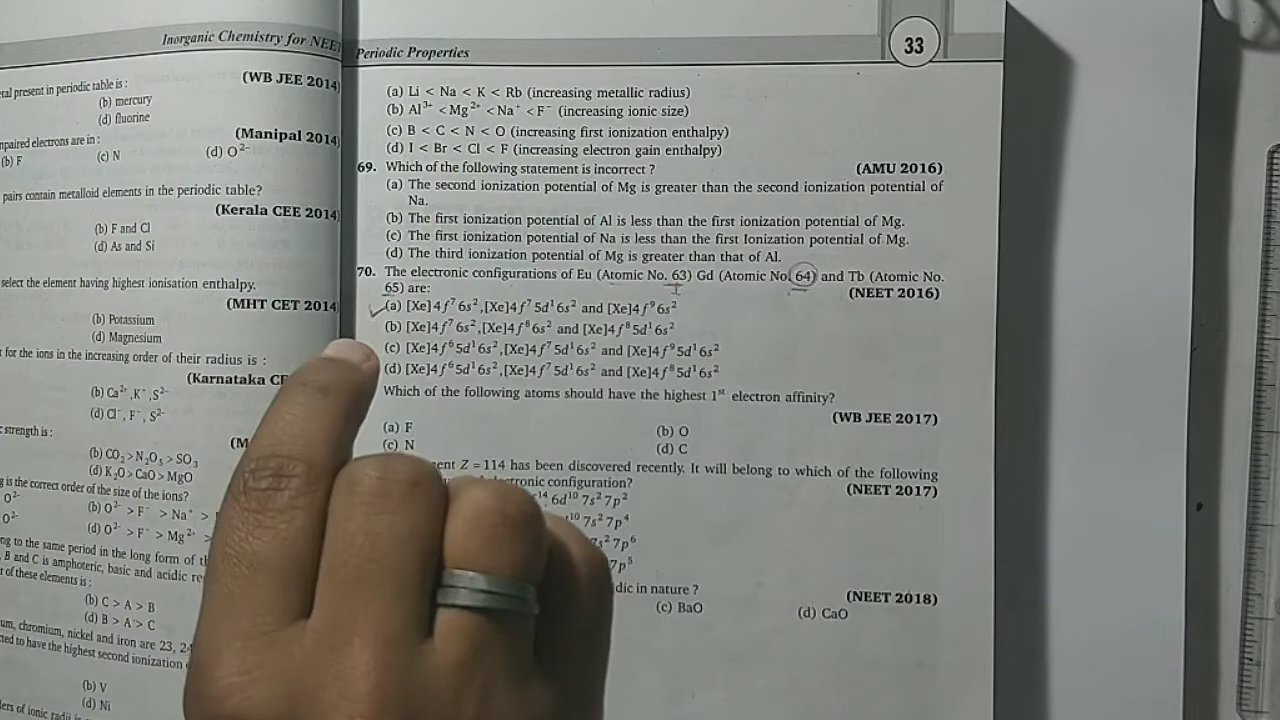 Inorganic Chemistry for NEET
(WB JEE 2014)
present in periodic table is :
(b) mercury
(d) fluorine
(Manipal 2014)
electrons are in :
(b) F (c) N (d) O²⁻
pairs contain metalloid elements in the periodic table?
(Kerala CEE 2014)
(b) F and Cl
(d) As and Si
select the element having highest ionisation enthalpy.
(MHT CET 2014)
(b) Potassium
(d) Magnesium
for the ions in the increasing order of their radius is :
(Karnataka
(b) Ca²⁺, K⁺, S²⁻
(d) Cl⁻, F⁻, S²⁻
strength is :
(b) CO₂ > N₂O₅ > SO₃
(d) K₂O > CaO > MgO
is the correct order of the size of the ions?
O²⁻ (b) O²⁻ > F⁻ > Na⁺ >
O²⁻ (d) O²⁻ > F⁻ > Mg²⁺ >
to the same period in the long form of
B and C is amphoteric, basic and acidic
of these elements is :
(b) C > A > B
(d) B > A > C
chromium, nickel and iron are 23,
to have the highest second ionization
(b) V
(d) Ni
of ionic radii
Periodic Properties 33
(a) Li < Na < K < Rb (increasing metallic radius)
(b) Al³⁺ < Mg²⁺ < Na⁺ < F⁻ (increasing ionic size)
(c) B < C < N < O (increasing first ionization enthalpy)
(d) I < Br < Cl < F (increasing electron gain enthalpy)
69. Which of the following statement is incorrect ? (AMU 2016)
(a) The second ionization potential of Mg is greater than the second ionization potential of
Na.
(b) The first ionization potential of Al is less than the first ionization potential of Mg.
(c) The first ionization potential of Na is less than the first Ionization potential of Mg.
(d) The third ionization potential of Mg is greater than that of Al.
70. The electronic configurations of Eu (Atomic No. 63) Gd (Atomic No. 64) and Tb (Atomic No.
65) are: (NEET 2016)
(a) [Xe]4f⁷6s²,[Xe]4f⁷5d¹6s² and [Xe]4f⁹6s²
(b) [Xe]4f⁷6s²,[Xe]4f⁸6s² and [Xe]4f⁸5d¹6s²
(c) [Xe]4f⁶5d¹6s²,[Xe]4f⁷5d¹6s² and [Xe]4f⁹5d¹6s²
(d) [Xe]4f⁶5d¹6s²,[Xe]4f⁷5d¹6s² and [Xe]4f⁸5d¹6s²
Which of the following atoms should have the highest 1ˢᵗ electron affinity?
(WB JEE 2017)
(a) F (b) O
(c) N (d) C
Z = 114 has been discovered recently. It will belong to which of the following
configuration? (NEET 2017)
6d¹⁰ 7s² 7p²
7s² 7p⁴
7s² 7p⁶
7p⁵
in nature ? (NEET 2018)
(c) BaO (d) CaO